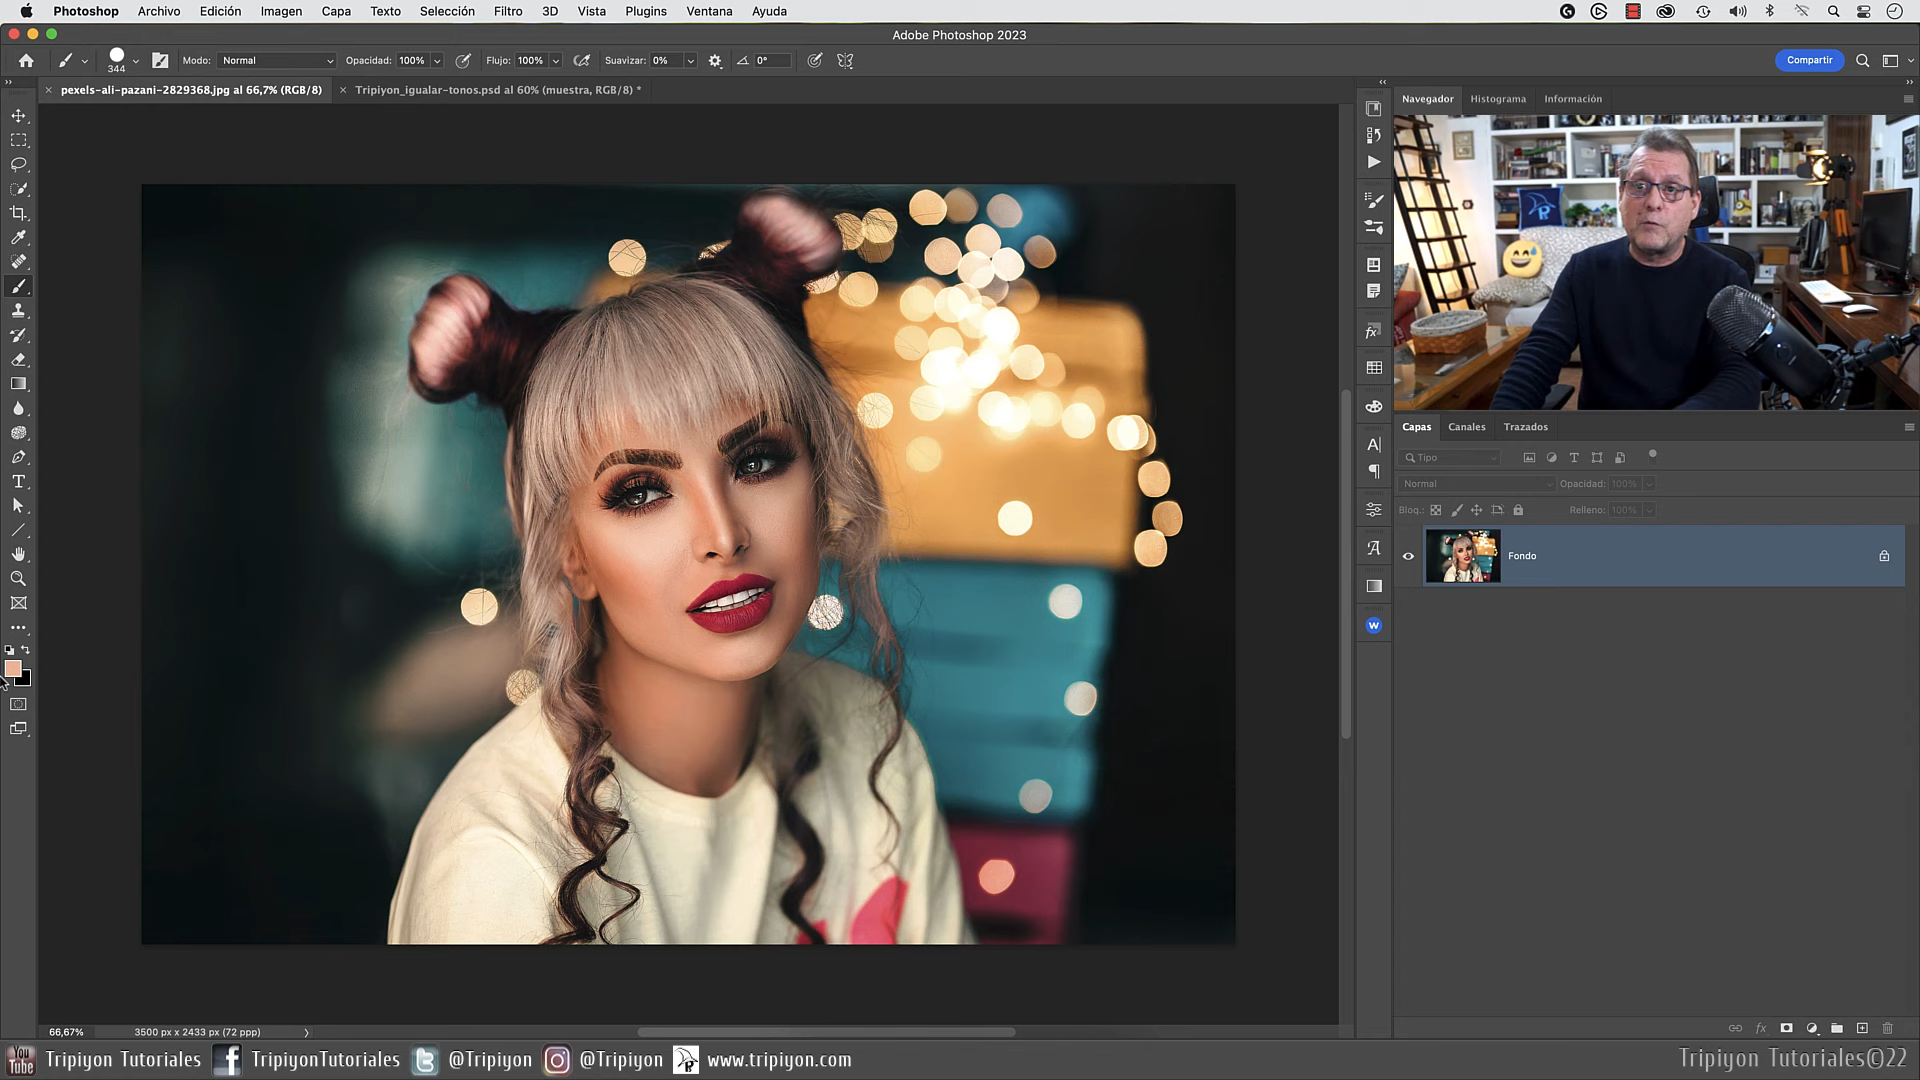 Photoshop Archivo Edición Imagen Capa Texto Selección Filtro 3D Vista Plugins Ventana Ayuda
Adobe Photoshop 2023
344 Modo: Normal Opacidad: 100% Flujo: 100% Suavizar: 0% 0° Compartir
pexels-ali-pazani-2829368.jpg al 66,7% (RGB/8) Tripiyon_igualar-tonos.psd al 60% (muestra, RGB/8) *
Navegador Histograma Información
Capas Canales Trazados
Tipo
Normal Opacidad: 100%
Bloq.: Relleno: 100%
Fondo
66,67% 3500 px x 2433 px (72 ppp)
You Tube Tripiyon Tutoriales TripiyonTutoriales @Tripiyon @Tripiyon www.tripiyon.com Tripiyon Tutoriales©22